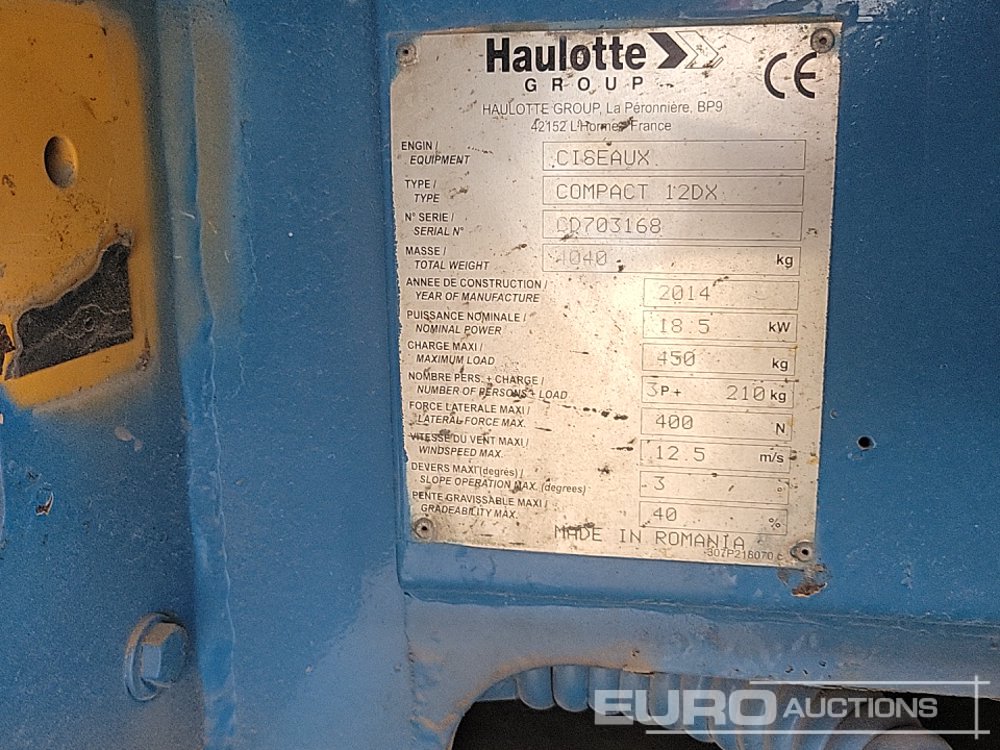 Haulotte
GROUP
CE
HAULOTTE GROUP, La Péronnière, BP9
42152 L'Horme - France
ENGIN /
EQUIPMENT
CISEAUX
TYPE /
TYPE
COMPACT 12DX
N° SERIE /
SERIAL N°
CD703168
MASSE /
TOTAL WEIGHT
4040 kg
ANNEE DE CONSTRUCTION /
YEAR OF MANUFACTURE
2014
PUISSANCE NOMINALE /
NOMINAL POWER
18.5 kW
CHARGE MAXI /
MAXIMUM LOAD
450 kg
NOMBRE PERS. + CHARGE /
NUMBER OF PERSONS + LOAD
3P+ 210 kg
FORCE LATERALE MAXI /
LATERAL FORCE MAX.
400 N
VITESSE DU VENT MAXI /
WINDSPEED MAX.
12.5 m/s
DEVERS MAXI (degrés) /
SLOPE OPERATION MAX. (degrees)
3 °
PENTE GRAVISSABLE MAXI /
GRADEABILITY MAX.
40 %
MADE IN ROMANIA
307P218070 c
EURO AUCTIONS